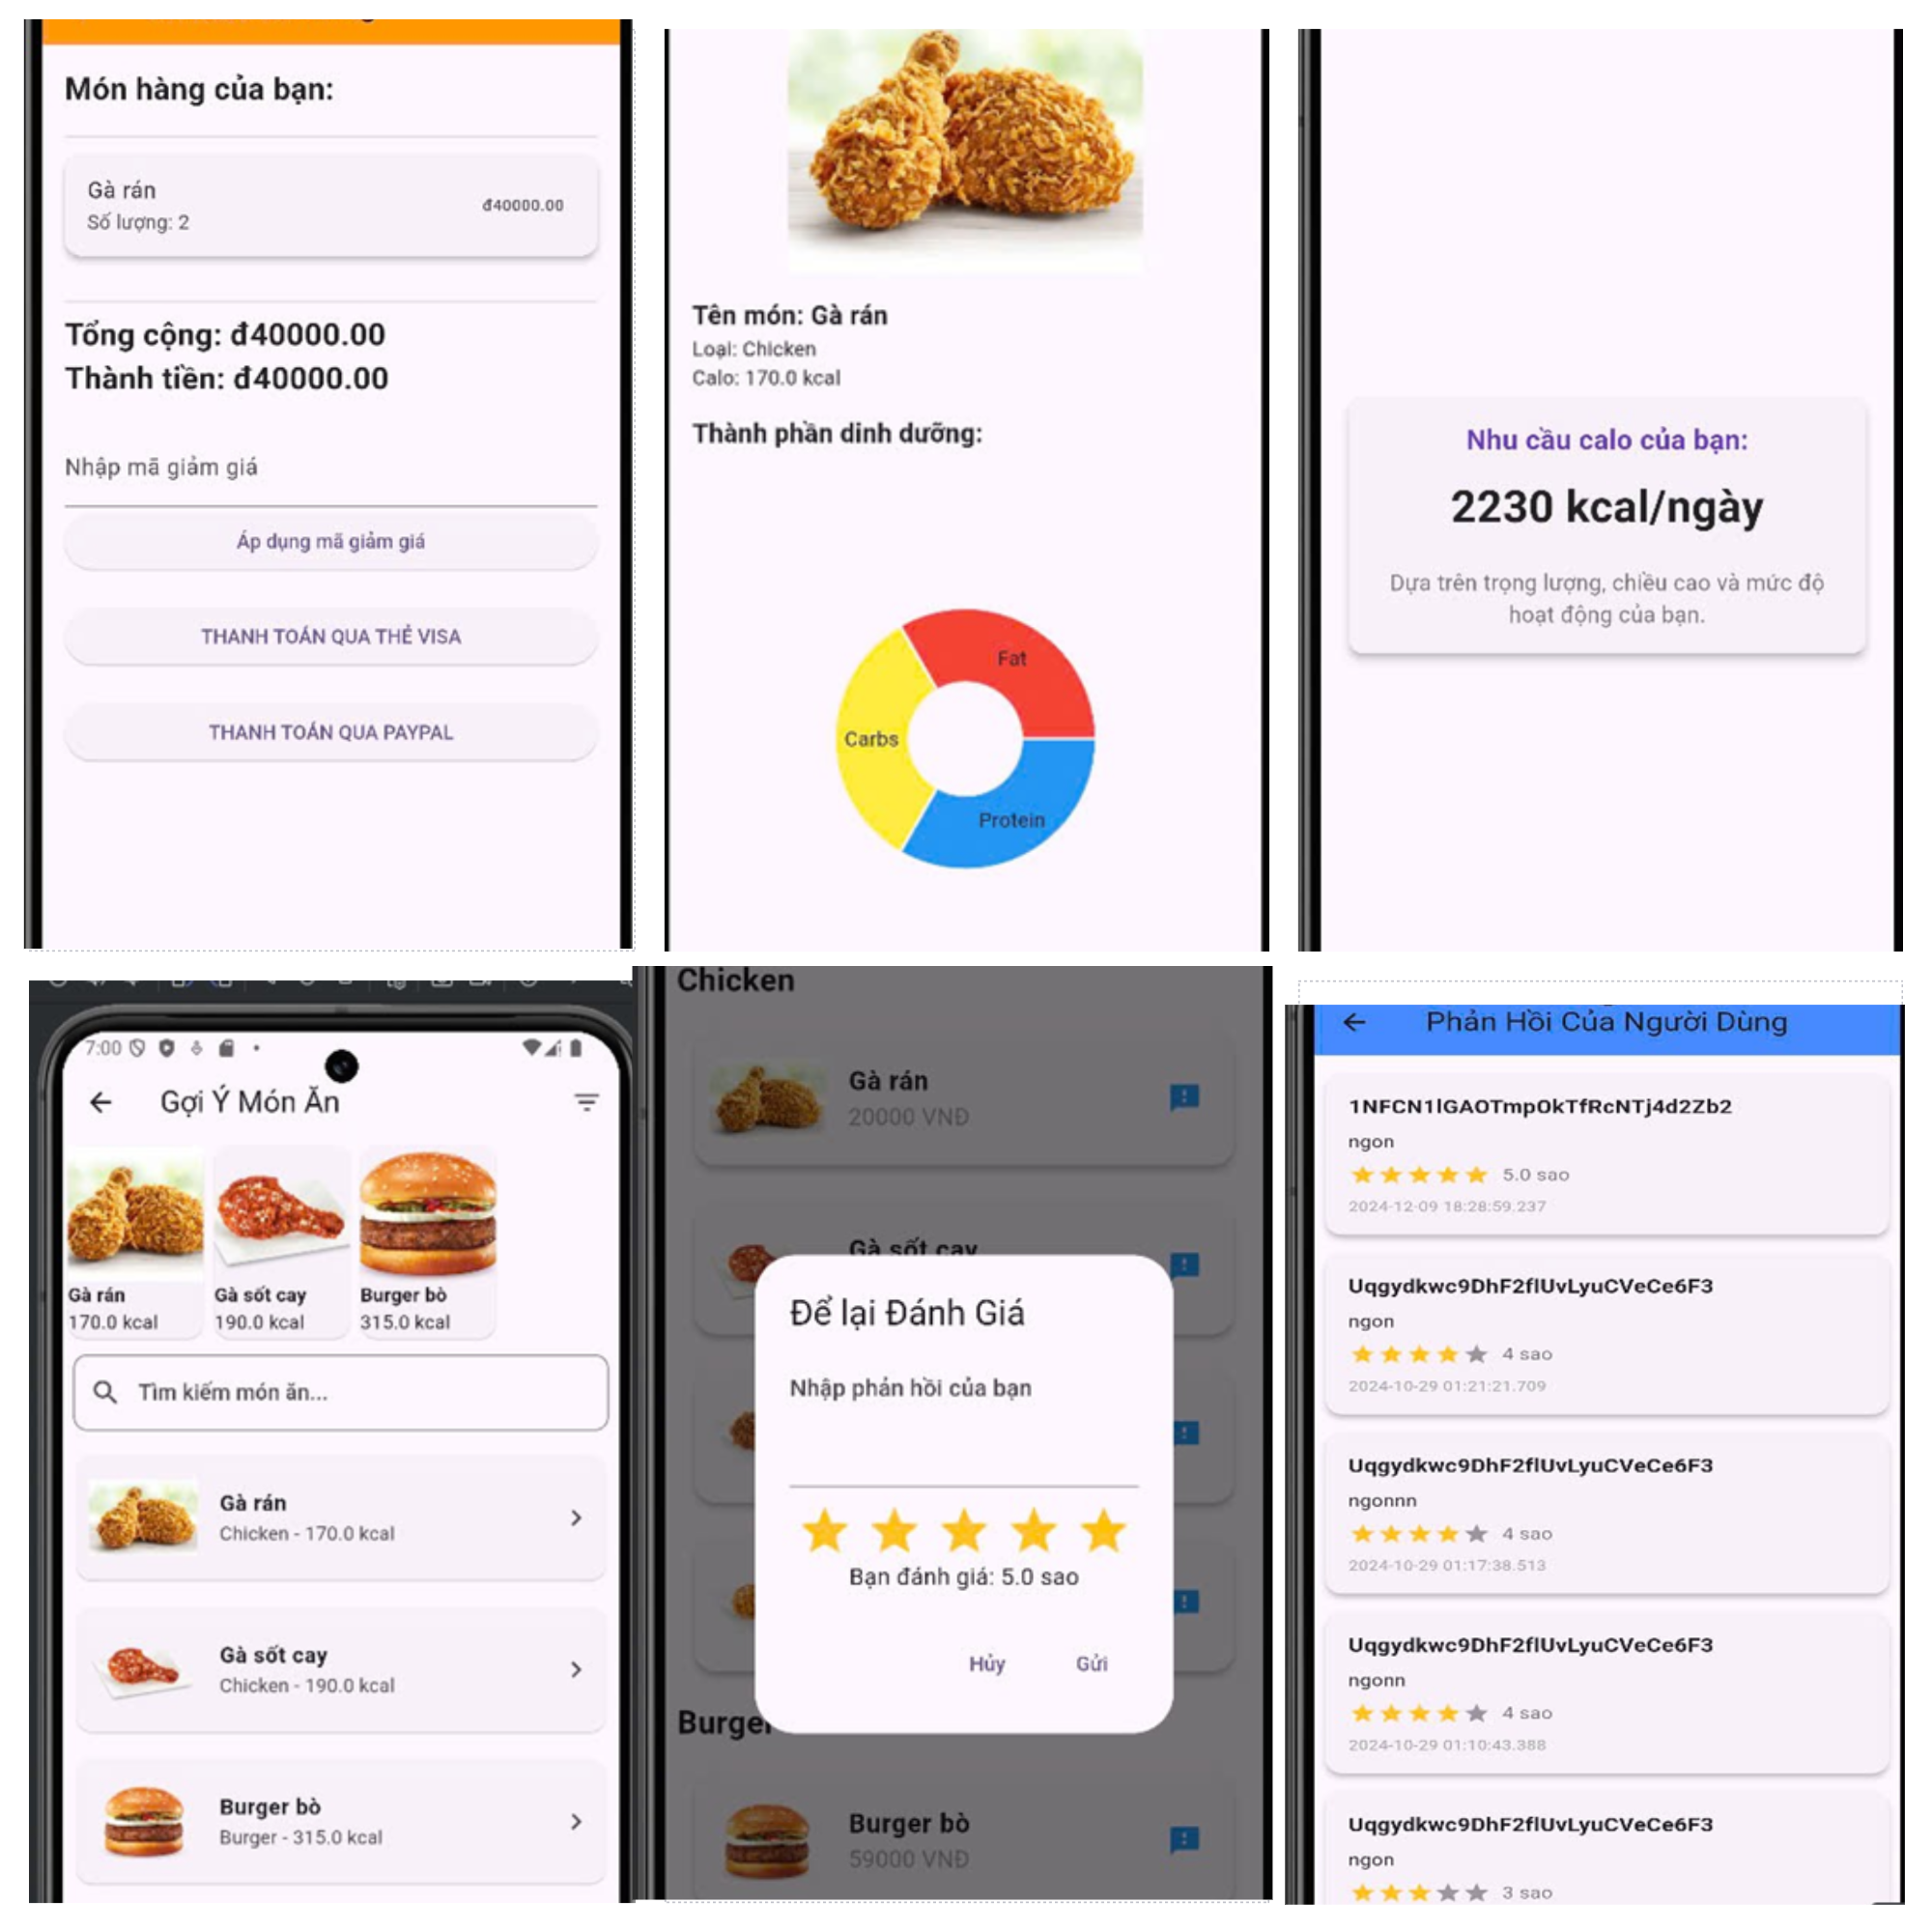 Món hàng của bạn:
Gà rán
Số lượng: 2
đ40000.00
Tổng cộng: đ40000.00
Thành tiền: đ40000.00
Nhập mã giảm giá
Áp dụng mã giảm giá
THANH TOÁN QUA THẺ VISA
THANH TOÁN QUA PAYPAL
Tên món: Gà rán
Loại: Chicken
Calo: 170.0 kcal
Thành phần dinh dưỡng:
Fat
Carbs
Protein
Nhu cầu calo của bạn:
2230 kcal/ngày
Dựa trên trọng lượng, chiều cao và mức độ
hoạt động của bạn.
7:00
Gợi Ý Món Ăn
Gà rán
170.0 kcal
Gà sốt cay
190.0 kcal
Burger bò
315.0 kcal
Tìm kiếm món ăn...
Gà rán
Chicken - 170.0 kcal
Gà sốt cay
Chicken - 190.0 kcal
Burger bò
Burger - 315.0 kcal
Chicken
Gà rán
20000 VNĐ
Gà sốt cay
Để lại Đánh Giá
Nhập phản hồi của bạn
Bạn đánh giá: 5.0 sao
Hủy
Gửi
Burger
Burger bò
59000 VNĐ
Phản Hồi Của Người Dùng
1NFCN1lGAOTmpOkTfRcNTj4d2Zb2
ngon
5.0 sao
2024-12-09 18:28:59.237
Uqgydkwc9DhF2flUvLyuCVeCe6F3
ngon
4 sao
2024-10-29 01:21:21.709
Uqgydkwc9DhF2flUvLyuCVeCe6F3
ngonnn
4 sao
2024-10-29 01:17:38.513
Uqgydkwc9DhF2flUvLyuCVeCe6F3
ngonn
4 sao
2024-10-29 01:10:43.388
Uqgydkwc9DhF2flUvLyuCVeCe6F3
ngon
3 sao